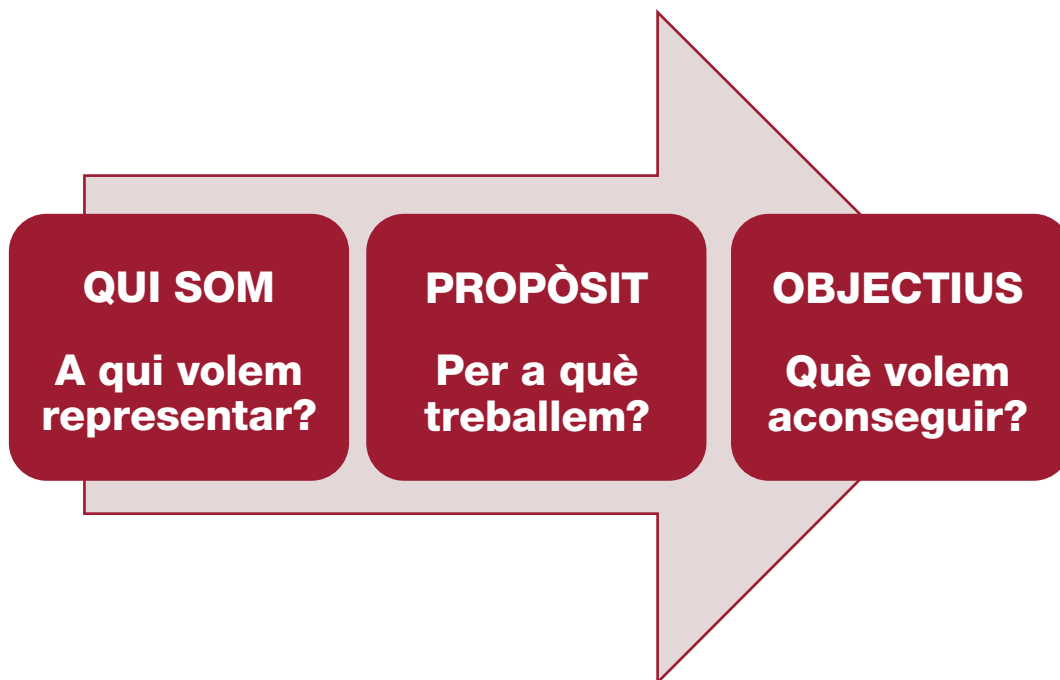 QUI SOM
A qui volem
representar?
PROPÒSIT
Per a què
treballem?
OBJECTIUS
Què volem
aconseguir?